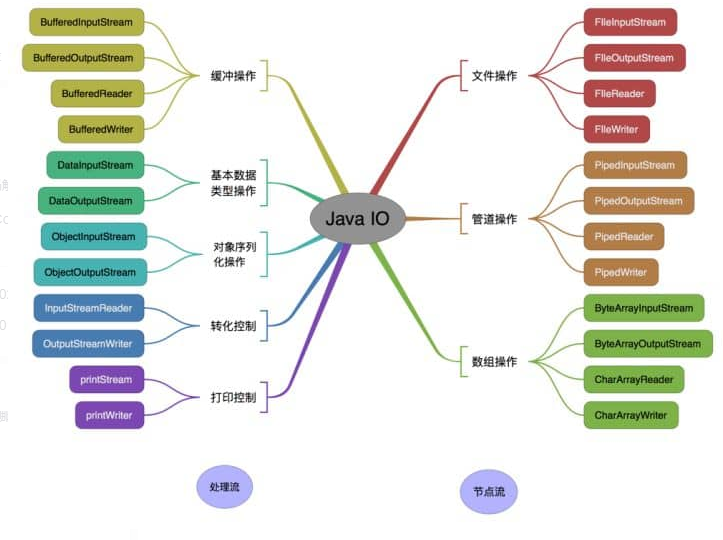 BufferedInputStream
BufferedOutputStream
BufferedReader
BufferedWriter
缓冲操作
DataInputStream
DataOutputStream
基本数据
类型操作
ObjectInputStream
ObjectOutputStream
对象序列
化操作
InputStreamReader
OutputStreamWriter
转化控制
printStream
printWriter
打印控制
Java IO
文件操作
FIleInputStream
FIleOutputStream
FIleReader
FIleWriter
管道操作
PipedInputStream
PipedOutputStream
PipedReader
PipedWriter
数组操作
ByteArrayInputStream
ByteArrayOutputStream
CharArrayReader
CharArrayWriter
处理流
节点流